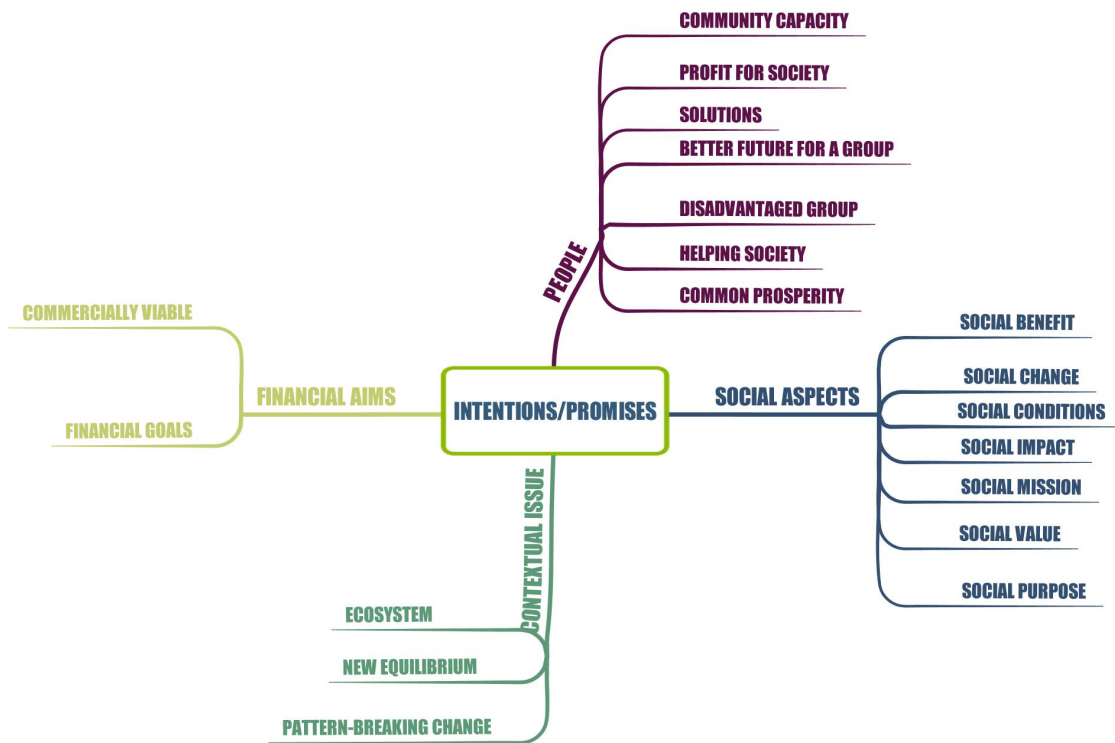 COMMUNITY CAPACITY
PROFIT FOR SOCIETY
SOLUTIONS
BETTER FUTURE FOR A GROUP
DISADVANTAGED GROUP
HELPING SOCIETY
COMMON PROSPERITY
PEOPLE
COMMERCIALLY VIABLE
FINANCIAL AIMS
FINANCIAL GOALS
INTENTIONS/PROMISES
SOCIAL ASPECTS
SOCIAL BENEFIT
SOCIAL CHANGE
SOCIAL CONDITIONS
SOCIAL IMPACT
SOCIAL MISSION
SOCIAL VALUE
SOCIAL PURPOSE
CONTEXTUAL ISSUE
ECOSYSTEM
NEW EQUILIBRIUM
PATTERN-BREAKING CHANGE